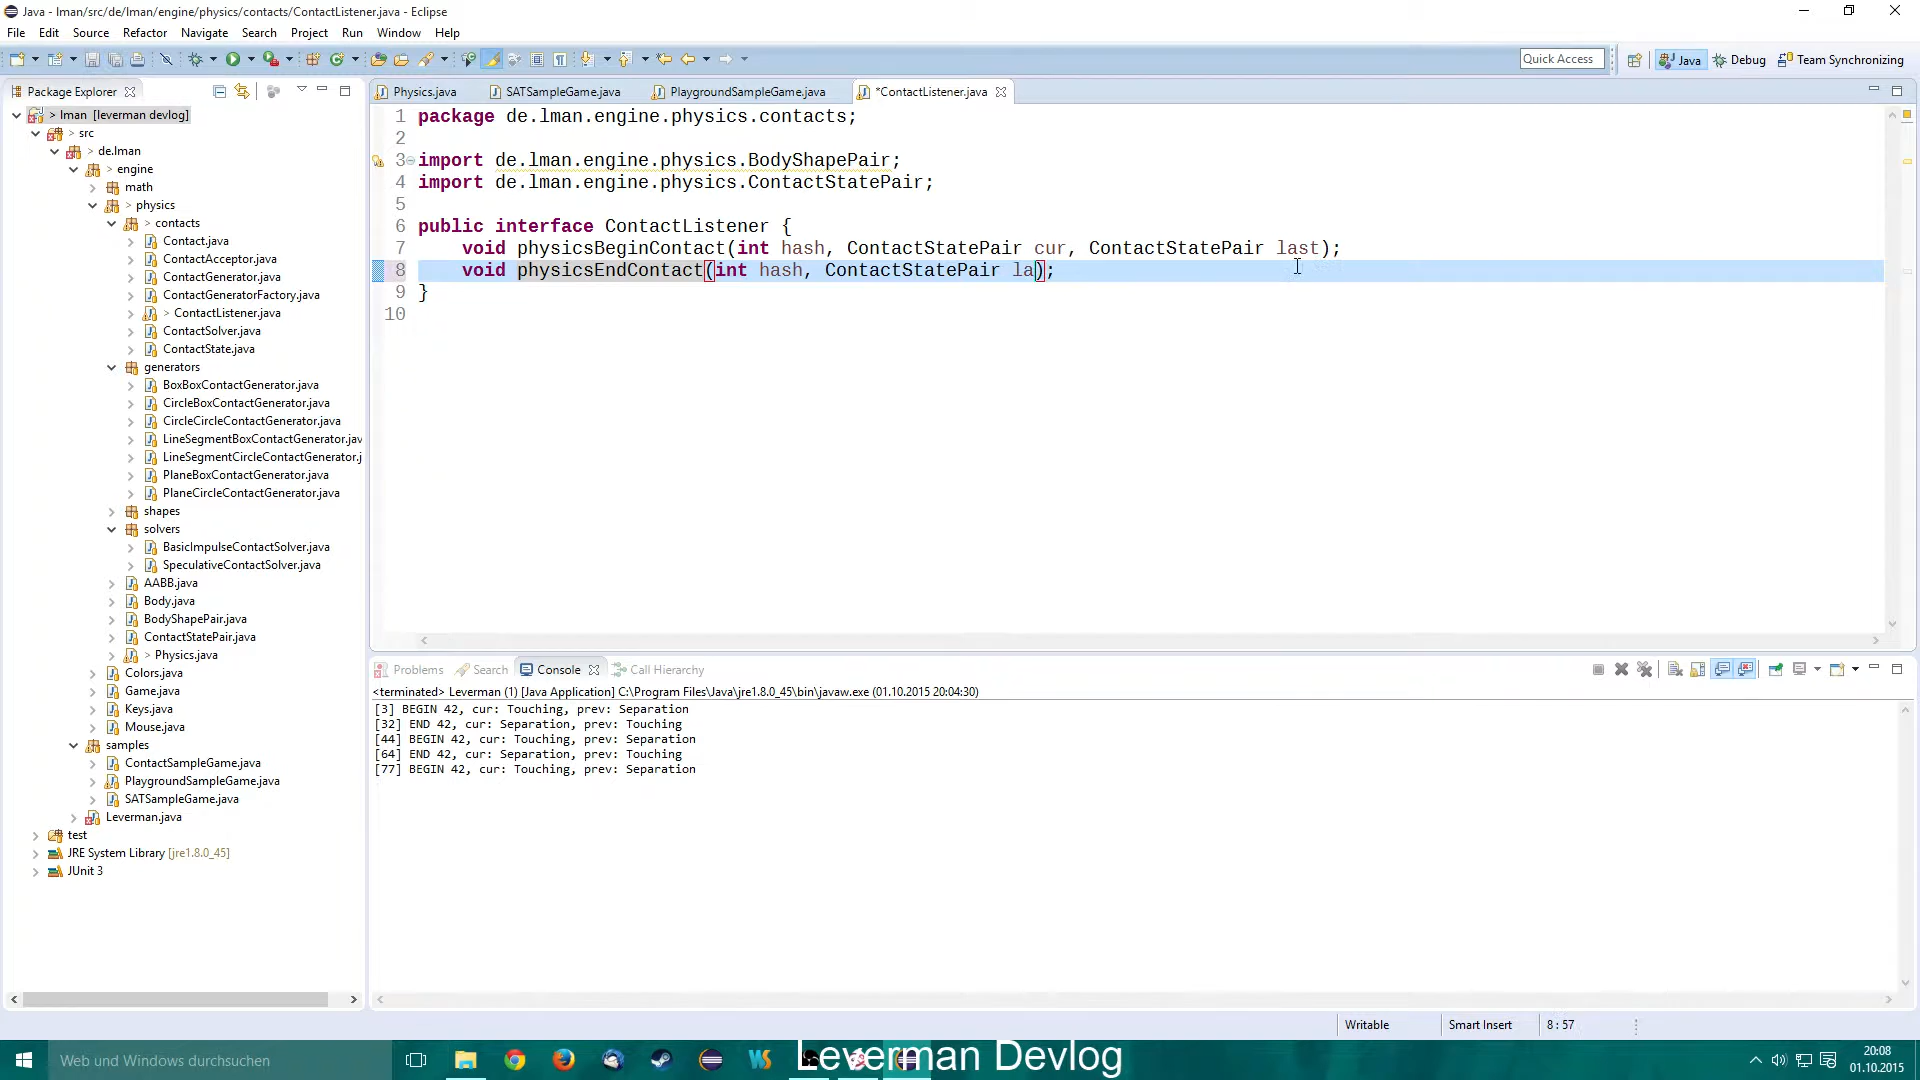 Java - lman/src/de/lman/engine/physics/contacts/ContactListener.java - Eclipse
File Edit Source Refactor Navigate Search Project Run Window Help
Quick Access Java Debug Team Synchronizing
Package Explorer
> lman [leverman devlog]
> src
> de.lman
> engine
math
> physics
> contacts
Contact.java
ContactAcceptor.java
ContactGenerator.java
ContactGeneratorFactory.java
> ContactListener.java
ContactSolver.java
ContactState.java
generators
BoxBoxContactGenerator.java
CircleBoxContactGenerator.java
CircleCircleContactGenerator.java
LineSegmentBoxContactGenerator.jav
LineSegmentCircleContactGenerator.j
PlaneBoxContactGenerator.java
PlaneCircleContactGenerator.java
shapes
solvers
BasicImpulseContactSolver.java
SpeculativeContactSolver.java
AABB.java
Body.java
BodyShapePair.java
ContactStatePair.java
> Physics.java
Colors.java
Game.java
Keys.java
Mouse.java
samples
ContactSampleGame.java
PlaygroundSampleGame.java
SATSampleGame.java
Leverman.java
test
JRE System Library [jre1.8.0_45]
JUnit 3
Physics.java SATSampleGame.java PlaygroundSampleGame.java *ContactListener.java
1 package de.lman.engine.physics.contacts;
2
3 import de.lman.engine.physics.BodyShapePair;
4 import de.lman.engine.physics.ContactStatePair;
5
6 public interface ContactListener {
7 void physicsBeginContact(int hash, ContactStatePair cur, ContactStatePair last);
8 void physicsEndContact(int hash, ContactStatePair la);
9 }
10
Problems Search Console Call Hierarchy
<terminated> Leverman (1) [Java Application] C:\Program Files\Java\jre1.8.0_45\bin\javaw.exe (01.10.2015 20:04:30)
[3] BEGIN 42, cur: Touching, prev: Separation
[32] END 42, cur: Separation, prev: Touching
[44] BEGIN 42, cur: Touching, prev: Separation
[64] END 42, cur: Separation, prev: Touching
[77] BEGIN 42, cur: Touching, prev: Separation
Writable Smart Insert 8 : 57
Web und Windows durchsuchen
Leverman Devlog
20:08
01.10.2015